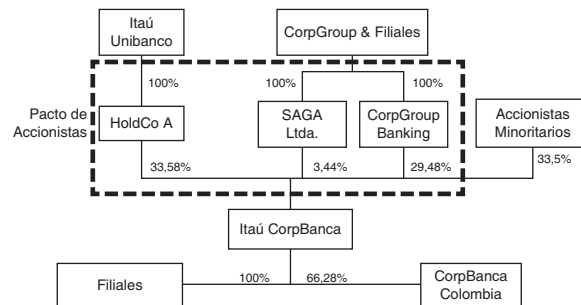 Itaú
Unibanco
CorpGroup & Filiales
100%
100%
100%
Pacto de
Accionistas
HoldCo A
SAGA
Ltda.
CorpGroup
Banking
Accionistas
Minoritarios
33,58%
3,44%
29,48%
33,5%
Itaú CorpBanca
Filiales
100%
66,28%
CorpBanca
Colombia